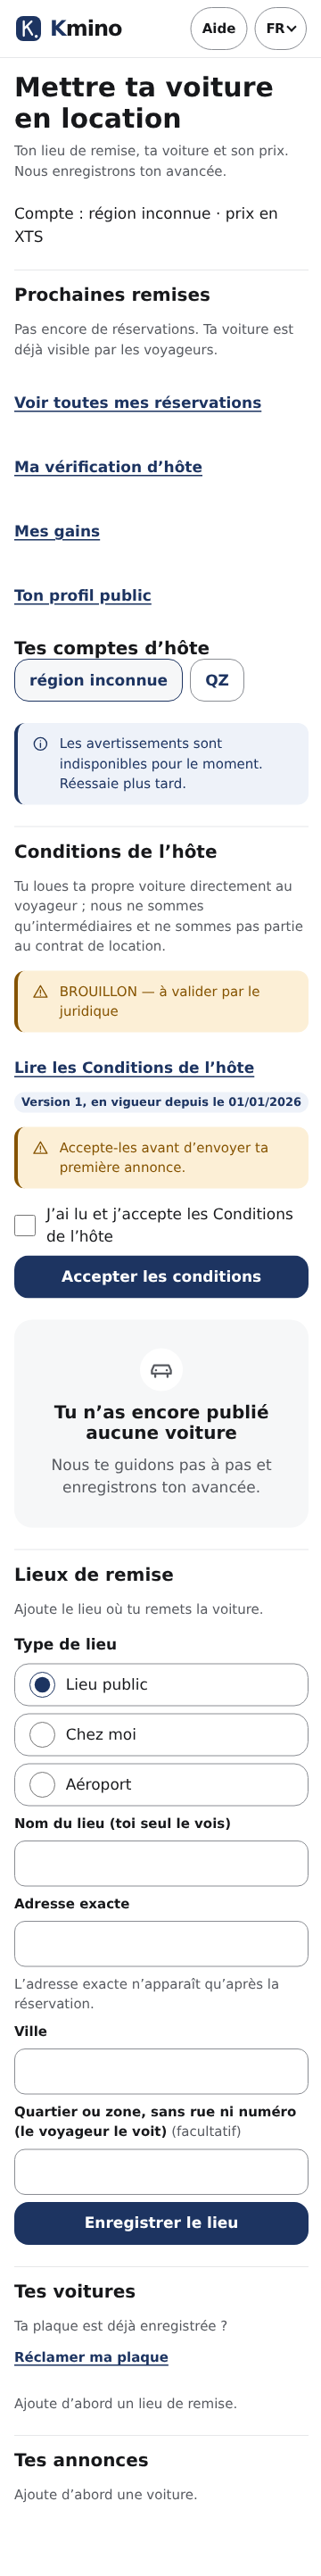 Kmino
Aide
FR
Mettre ta voiture
en location
Ton lieu de remise, ta voiture et son prix.
Nous enregistrons ton avancée.
Compte : région inconnue · prix en
XTS
Prochaines remises
Pas encore de réservations. Ta voiture est
déjà visible par les voyageurs.
Voir toutes mes réservations
Ma vérification d’hôte
Mes gains
Ton profil public
Tes comptes d’hôte
région inconnue
QZ
Les avertissements sont
indisponibles pour le moment.
Réessaie plus tard.
Conditions de l’hôte
Tu loues ta propre voiture directement au
voyageur ; nous ne sommes
qu’intermédiaires et ne sommes pas partie
au contrat de location.
BROUILLON — à valider par le
juridique
Lire les Conditions de l’hôte
Version 1, en vigueur depuis le 01/01/2026
Accepte-les avant d’envoyer ta
première annonce.
J’ai lu et j’accepte les Conditions
de l’hôte
Accepter les conditions
Tu n’as encore publié
aucune voiture
Nous te guidons pas à pas et
enregistrons ton avancée.
Lieux de remise
Ajoute le lieu où tu remets la voiture.
Type de lieu
Lieu public
Chez moi
Aéroport
Nom du lieu (toi seul le vois)
Adresse exacte
L’adresse exacte n’apparaît qu’après la
réservation.
Ville
Quartier ou zone, sans rue ni numéro
(le voyageur le voit) (facultatif)
Enregistrer le lieu
Tes voitures
Ta plaque est déjà enregistrée ?
Réclamer ma plaque
Ajoute d’abord un lieu de remise.
Tes annonces
Ajoute d’abord une voiture.